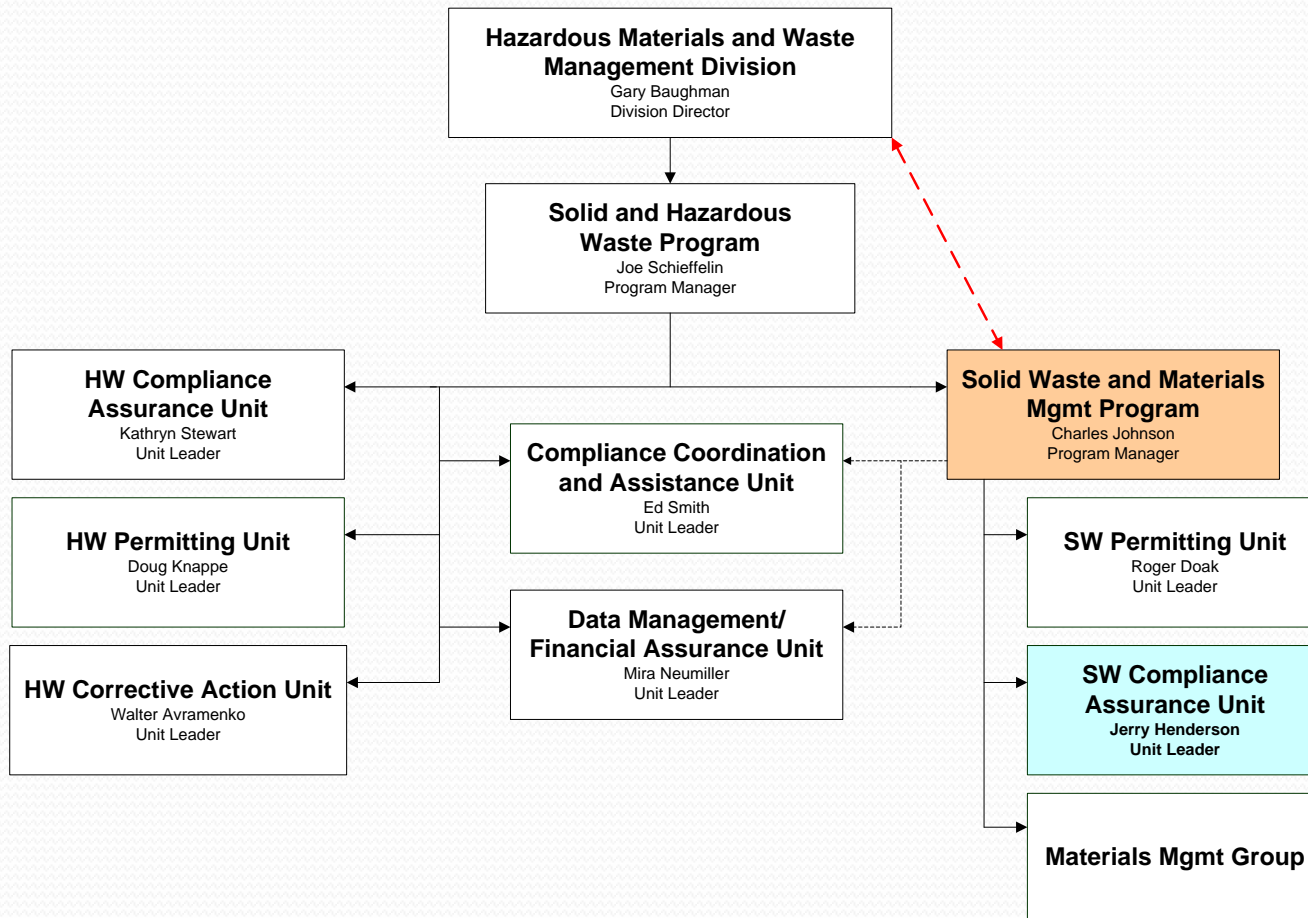 Hazardous Materials and Waste
Management Division
Gary Baughman
Division Director
Solid and Hazardous
Waste Program
Joe Schieffelin
Program Manager
HW Compliance
Assurance Unit
Kathryn Stewart
Unit Leader
Solid Waste and Materials
Mgmt Program
Charles Johnson
Program Manager
Compliance Coordination
and Assistance Unit
Ed Smith
Unit Leader
HW Permitting Unit
Doug Knappe
Unit Leader
SW Permitting Unit
Roger Doak
Unit Leader
Data Management/
Financial Assurance Unit
Mira Neumiller
Unit Leader
HW Corrective Action Unit
Walter Avramenko
Unit Leader
SW Compliance
Assurance Unit
Jerry Henderson
Unit Leader
Materials Mgmt Group